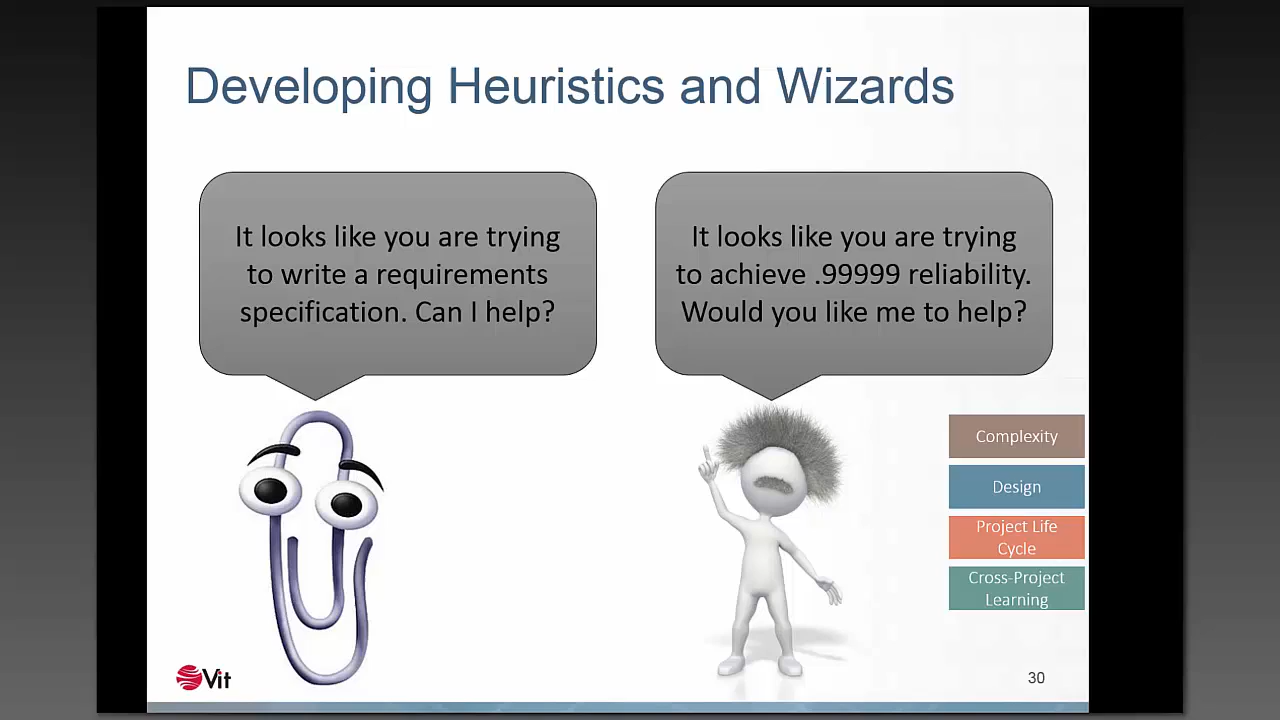 Developing Heuristics and Wizards
It looks like you are trying
to write a requirements
specification. Can I help?
It looks like you are trying
to achieve .99999 reliability.
Would you like me to help?
Complexity
Design
Project Life
Cycle
Cross-Project
Learning
Vit
30